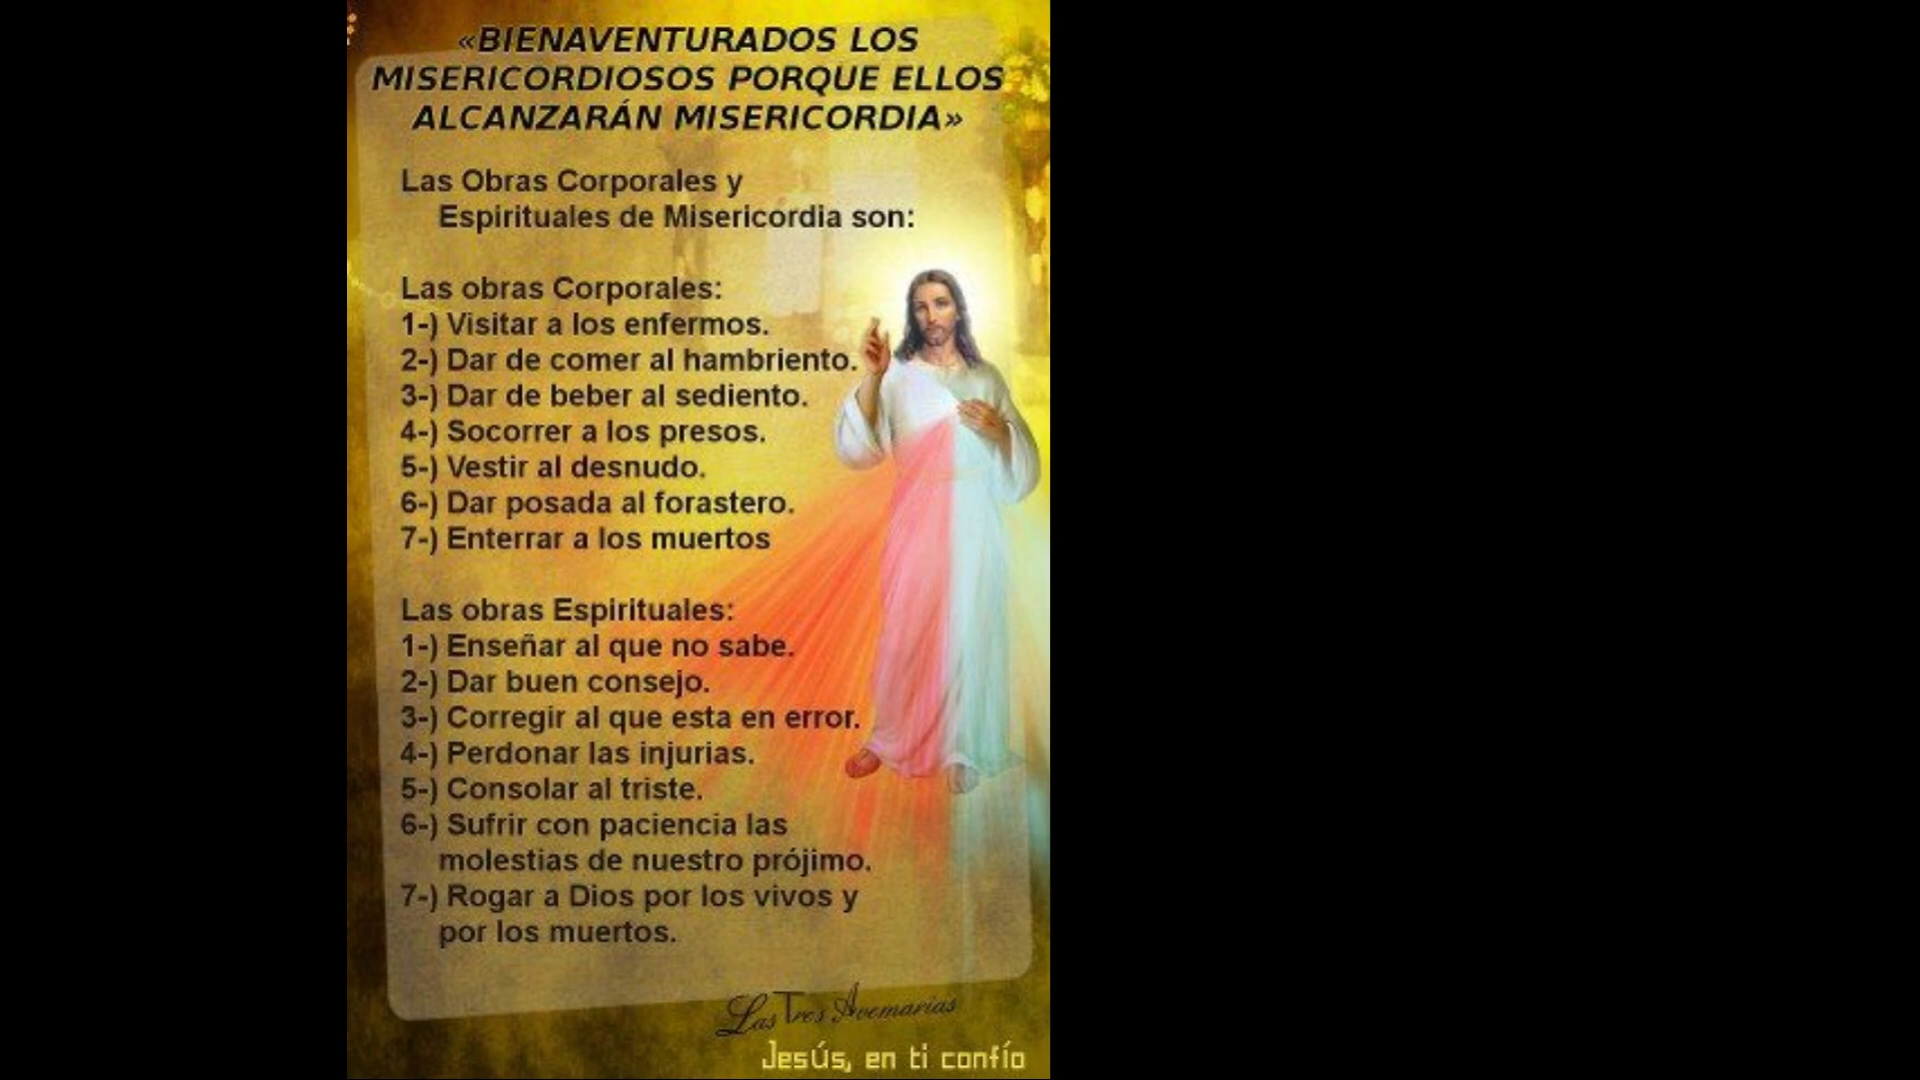 «BIENAVENTURADOS LOS
MISERICORDIOSOS PORQUE ELLOS
ALCANZARÁN MISERICORDIA»
Las Obras Corporales y
Espirituales de Misericordia son:
Las obras Corporales:
1-) Visitar a los enfermos.
2-) Dar de comer al hambriento.
3-) Dar de beber al sediento.
4-) Socorrer a los presos.
5-) Vestir al desnudo.
6-) Dar posada al forastero.
7-) Enterrar a los muertos
Las obras Espirituales:
1-) Enseñar al que no sabe.
2-) Dar buen consejo.
3-) Corregir al que esta en error.
4-) Perdonar las injurias.
5-) Consolar al triste.
6-) Sufrir con paciencia las
molestias de nuestro prójimo.
7-) Rogar a Dios por los vivos y
por los muertos.
Las Tres Avemarias
Jesús, en ti confío